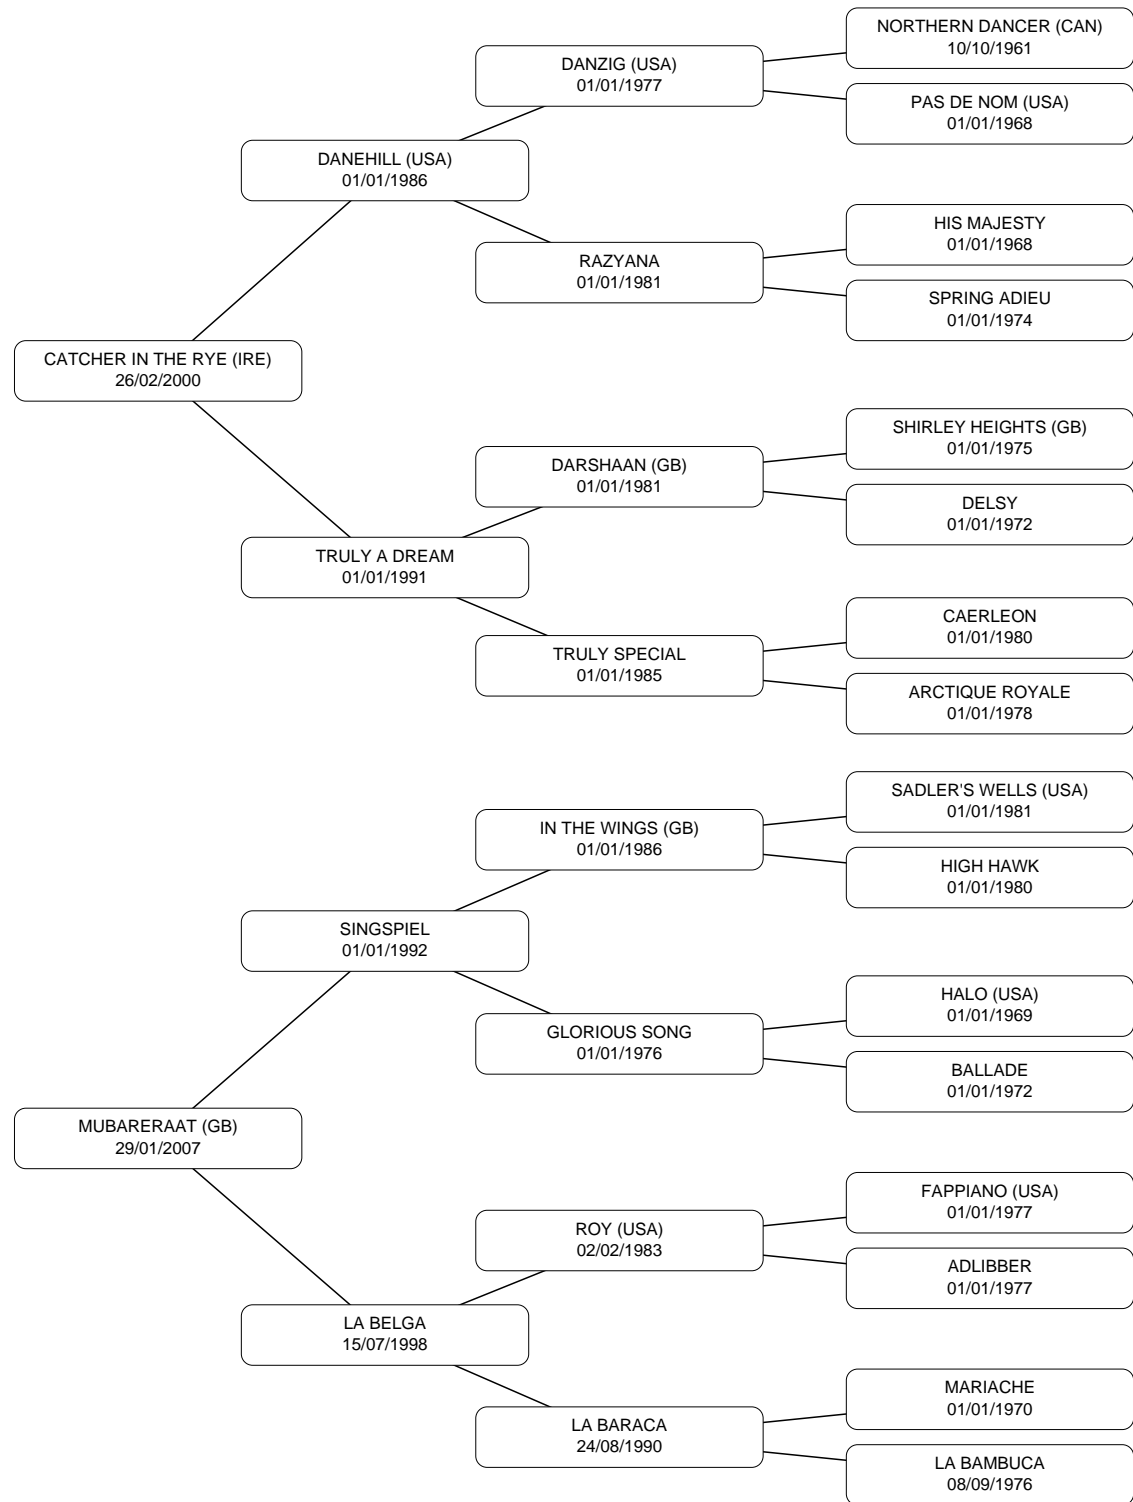 NORTHERN DANCER (CAN)
10/10/1961
DANZIG (USA)
01/01/1977
PAS DE NOM (USA)
01/01/1968
DANEHILL (USA)
01/01/1986
HIS MAJESTY
01/01/1968
RAZYANA
01/01/1981
SPRING ADIEU
01/01/1974
CATCHER IN THE RYE (IRE)
26/02/2000
SHIRLEY HEIGHTS (GB)
01/01/1975
DARSHAAN (GB)
01/01/1981
DELSY
01/01/1972
TRULY A DREAM
01/01/1991
CAERLEON
01/01/1980
TRULY SPECIAL
01/01/1985
ARCTIQUE ROYALE
01/01/1978
SADLER'S WELLS (USA)
01/01/1981
IN THE WINGS (GB)
01/01/1986
HIGH HAWK
01/01/1980
SINGSPIEL
01/01/1992
HALO (USA)
01/01/1969
GLORIOUS SONG
01/01/1976
BALLADE
01/01/1972
MUBARERAAT (GB)
29/01/2007
FAPPIANO (USA)
01/01/1977
ROY (USA)
02/02/1983
ADLIBBER
01/01/1977
LA BELGA
15/07/1998
MARIACHE
01/01/1970
LA BARACA
24/08/1990
LA BAMBUCA
08/09/1976